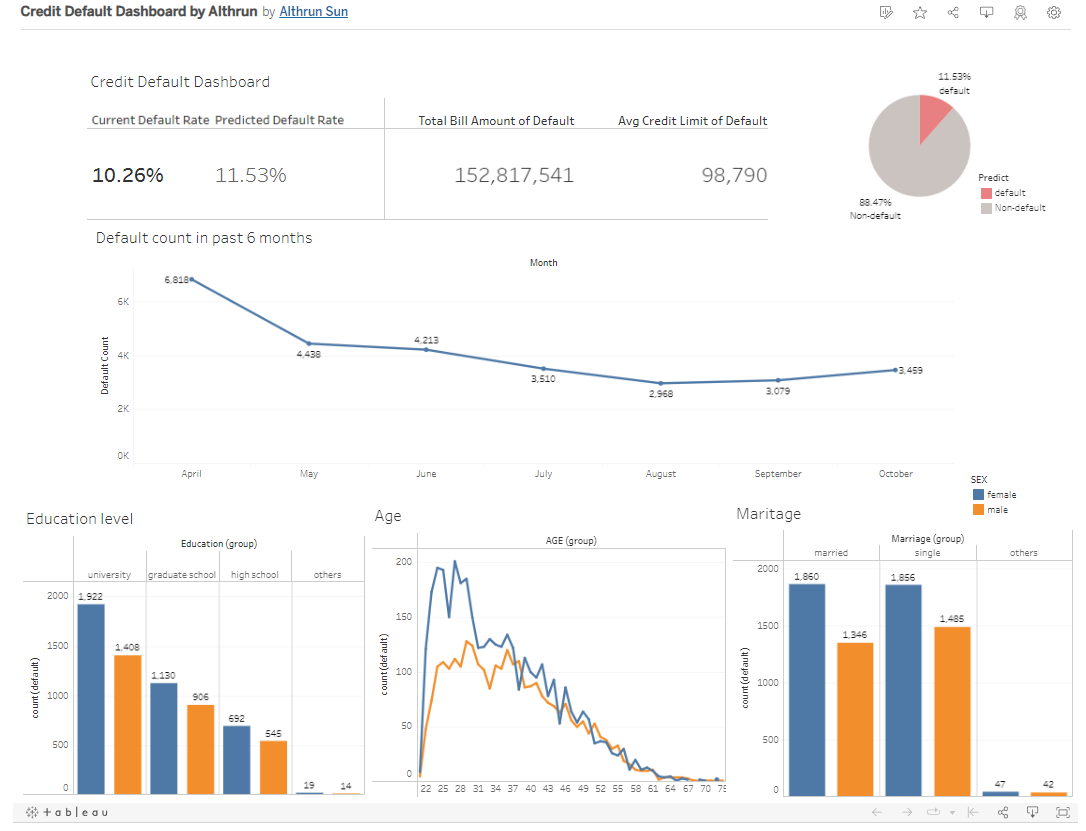 Credit Default Dashboard by Althrun by Althrun Sun
Credit Default Dashboard
Current Default Rate Predicted Default Rate
Total Bill Amount of Default
Avg Credit Limit of Default
10.26%
11.53%
152,817,541
98,790
11.53%
default
88.47%
Non-default
Predict
default
Non-default
Default count in past 6 months
Month
Default Count
6K
4K
2K
0K
6,818
4,438
4,213
3,510
2,968
3,079
3,459
April May June July August September October
SEX
female
male
Education level
Education (group)
university graduate school high school others
count(default)
2000
1500
1000
500
0
1,922
1,408
1,130
906
692
545
19
14
Age
AGE (group)
count(default)
200
150
100
50
0
22 25 28 31 34 37 40 43 46 49 52 55 58 61 64 67 70 75
Maritage
Marriage (group)
married single others
count(default)
2000
1500
1000
500
0
1,860
1,346
1,856
1,485
47
42
+ a b | e a u